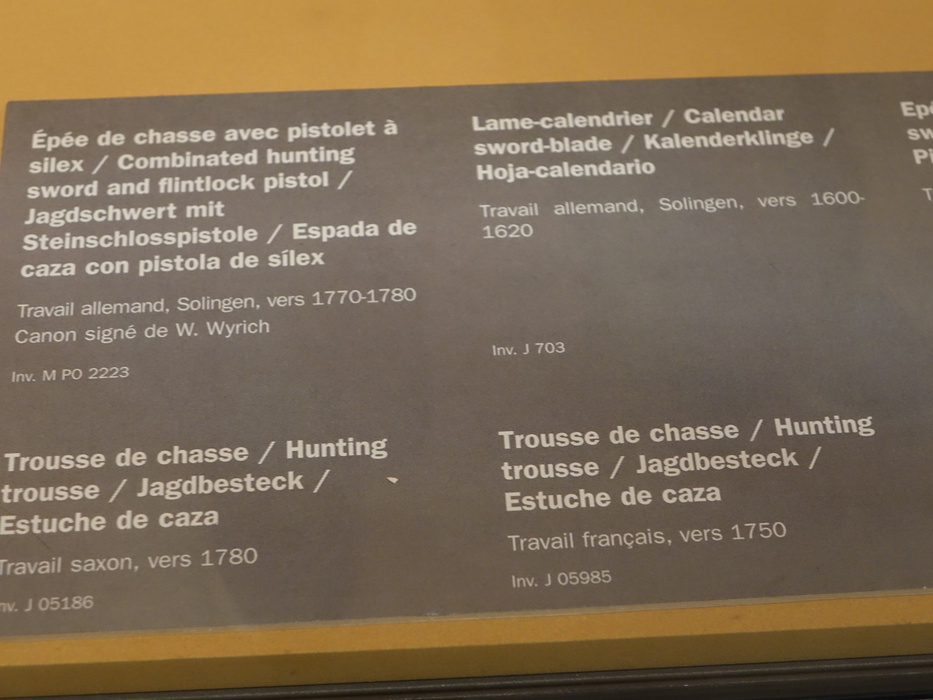 Épée de chasse avec pistolet à
silex / Combinated hunting
sword and flintlock pistol /
Jagdschwert mit
Steinschlosspistole / Espada de
caza con pistola de sílex
Travail allemand, Solingen, vers 1770-1780
Canon signé de W. Wyrich
Inv. M PO 2223
Lame-calendrier / Calendar
sword-blade / Kalenderklinge /
Hoja-calendario
Travail allemand, Solingen, vers 1600-
1620
Inv. J 703
Trousse de chasse / Hunting
trousse / Jagdbesteck /
Estuche de caza
Travail saxon, vers 1780
nv. J 05186
Trousse de chasse / Hunting
trousse / Jagdbesteck /
Estuche de caza
Travail français, vers 1750
Inv. J 05985